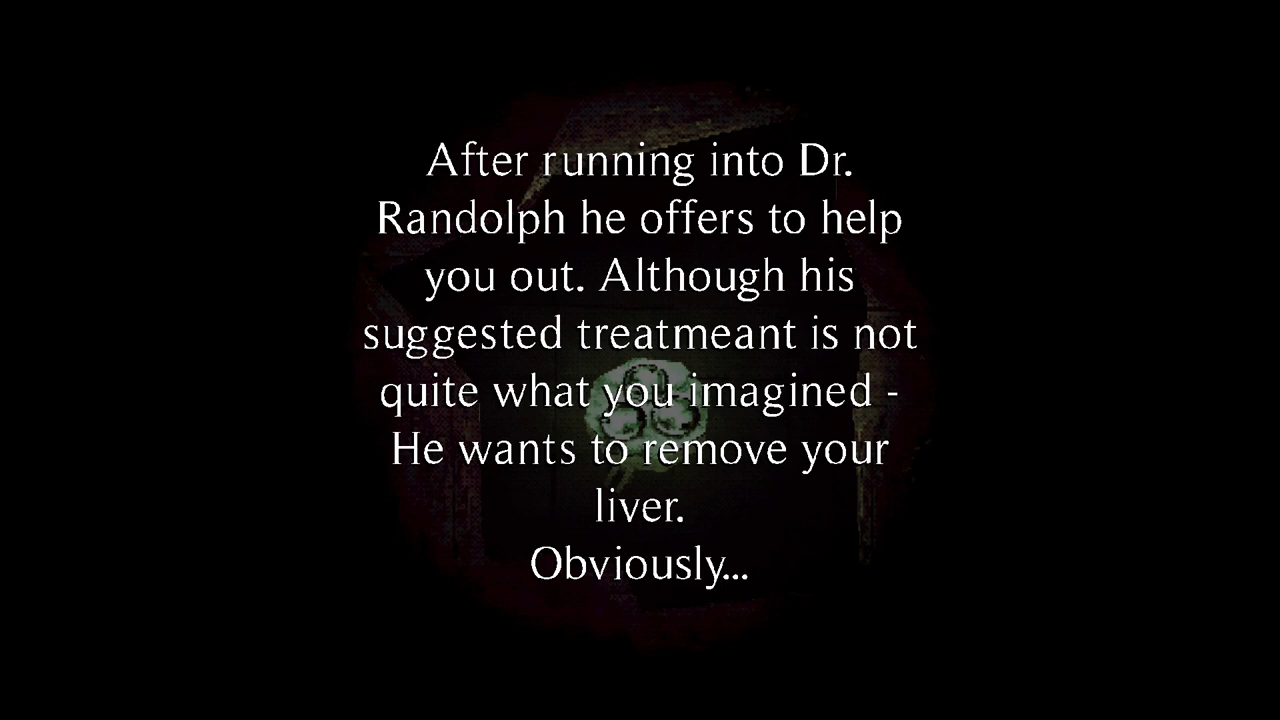 After running into Dr.
Randolph he offers to help
you out. Although his
suggested treatmeant is not
quite what you imagined -
He wants to remove your
liver.
Obviously...